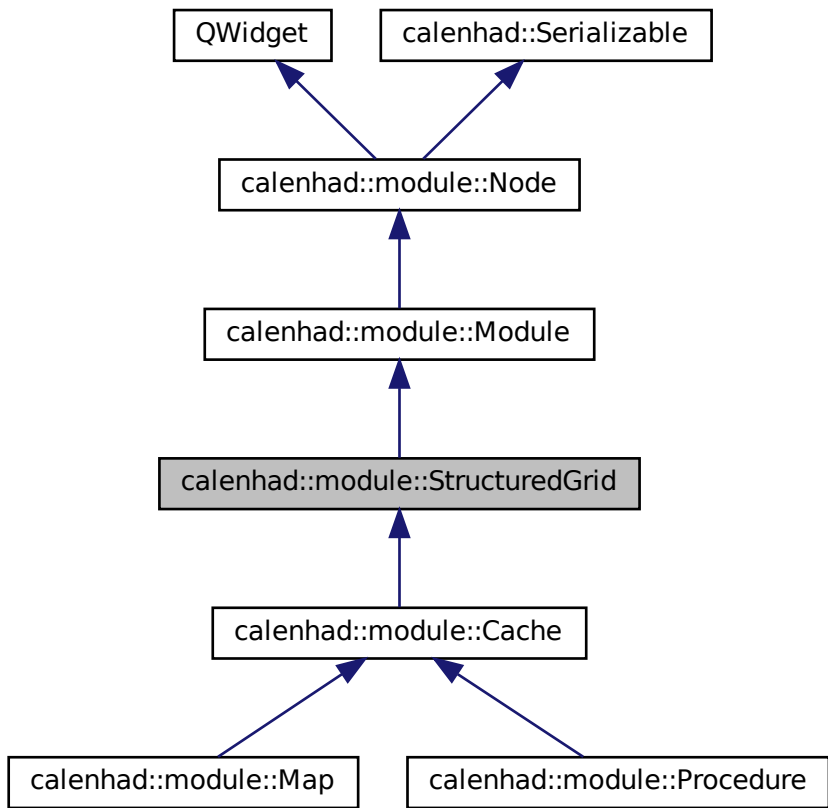 QWidget
calenhad::Serializable
calenhad::module::Node
calenhad::module::Module
calenhad::module::StructuredGrid
calenhad::module::Cache
calenhad::module::Map
calenhad::module::Procedure